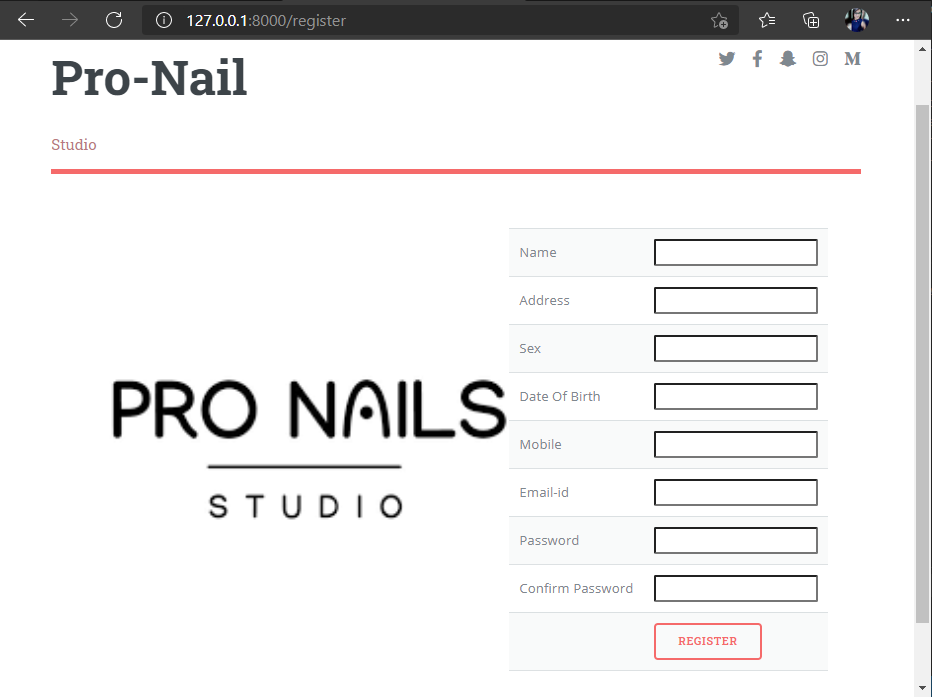 127.0.0.1:8000/register
Pro-Nail
Studio
PRO NAILS
STUDIO
Name
Address
Sex
Date Of Birth
Mobile
Email-id
Password
Confirm Password
REGISTER